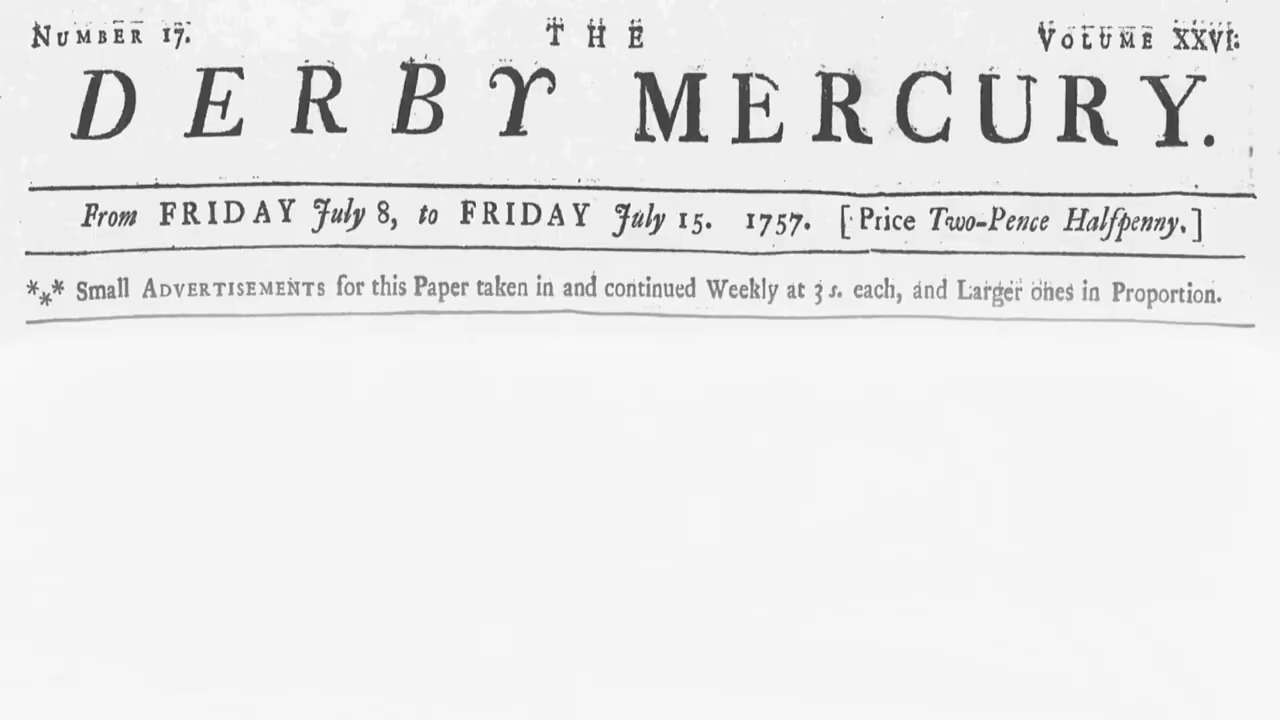 NUMBER 17. THE VOLUME XXVI.
DERBY MERCURY.
From FRIDAY July 8, to FRIDAY July 15. 1757. [Price Two-Pence Halfpenny.]
*** Small ADVERTISEMENTS for this Paper taken in and continued Weekly at 3 s. each, and Larger ones in Proportion.